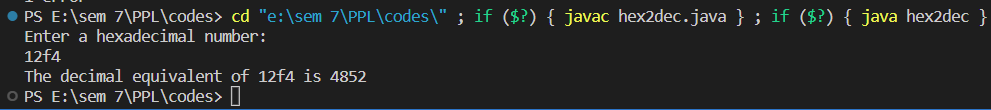 PS E:\sem 7\PPL\codes> cd "e:\sem 7\PPL\codes\" ; if ($?) { javac hex2dec.java } ; if ($?) { java hex2dec }
Enter a hexadecimal number:
12f4
The decimal equivalent of 12f4 is 4852
PS E:\sem 7\PPL\codes>